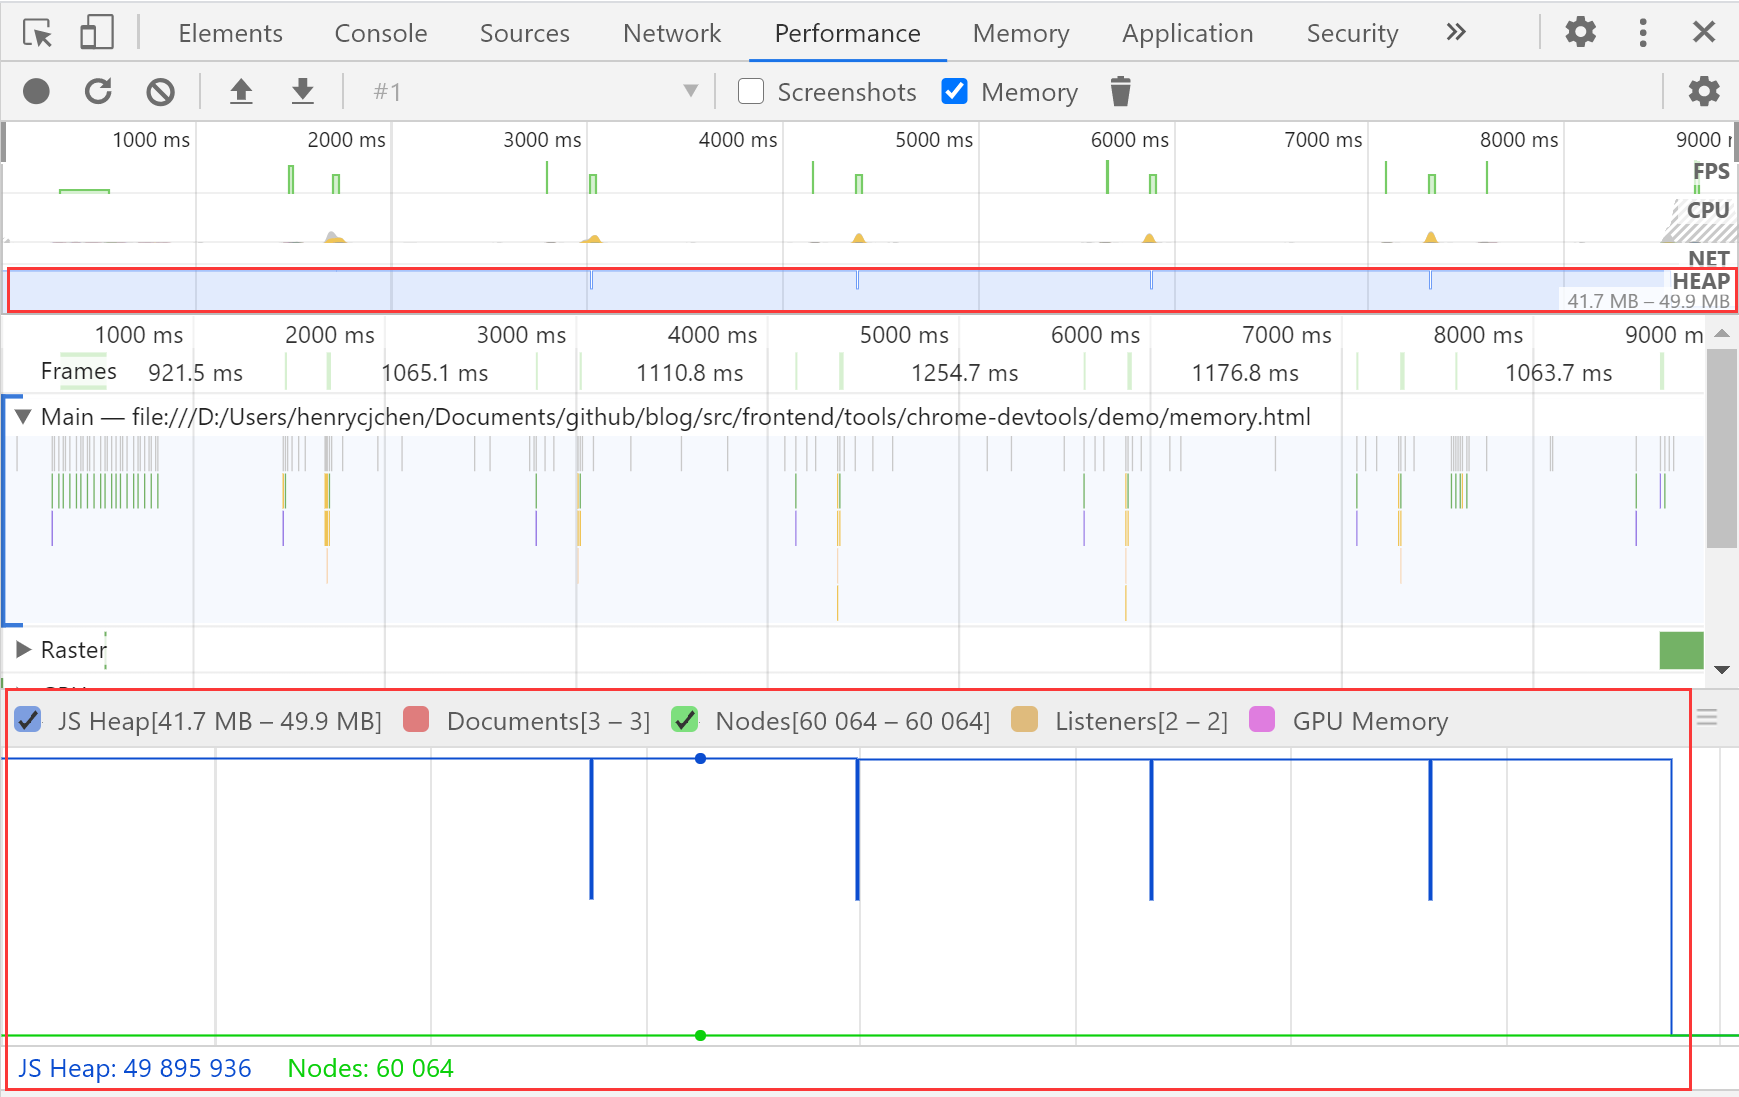 Elements Console Sources Network Performance Memory Application Security »
#1 Screenshots Memory
1000 ms 2000 ms 3000 ms 4000 ms 5000 ms 6000 ms 7000 ms 8000 ms 9000
FPS
CPU
NET
HEAP
41.7 MB – 49.9 MB
1000 ms 2000 ms 3000 ms 4000 ms 5000 ms 6000 ms 7000 ms 8000 ms 9000 m
Frames 921.5 ms 1065.1 ms 1110.8 ms 1254.7 ms 1176.8 ms 1063.7 ms
Main — file:///D:/Users/henrycjchen/Documents/github/blog/src/frontend/tools/chrome-devtools/demo/memory.html
Raster
JS Heap[41.7 MB – 49.9 MB] Documents[3 – 3] Nodes[60 064 – 60 064] Listeners[2 – 2] GPU Memory
JS Heap: 49 895 936 Nodes: 60 064